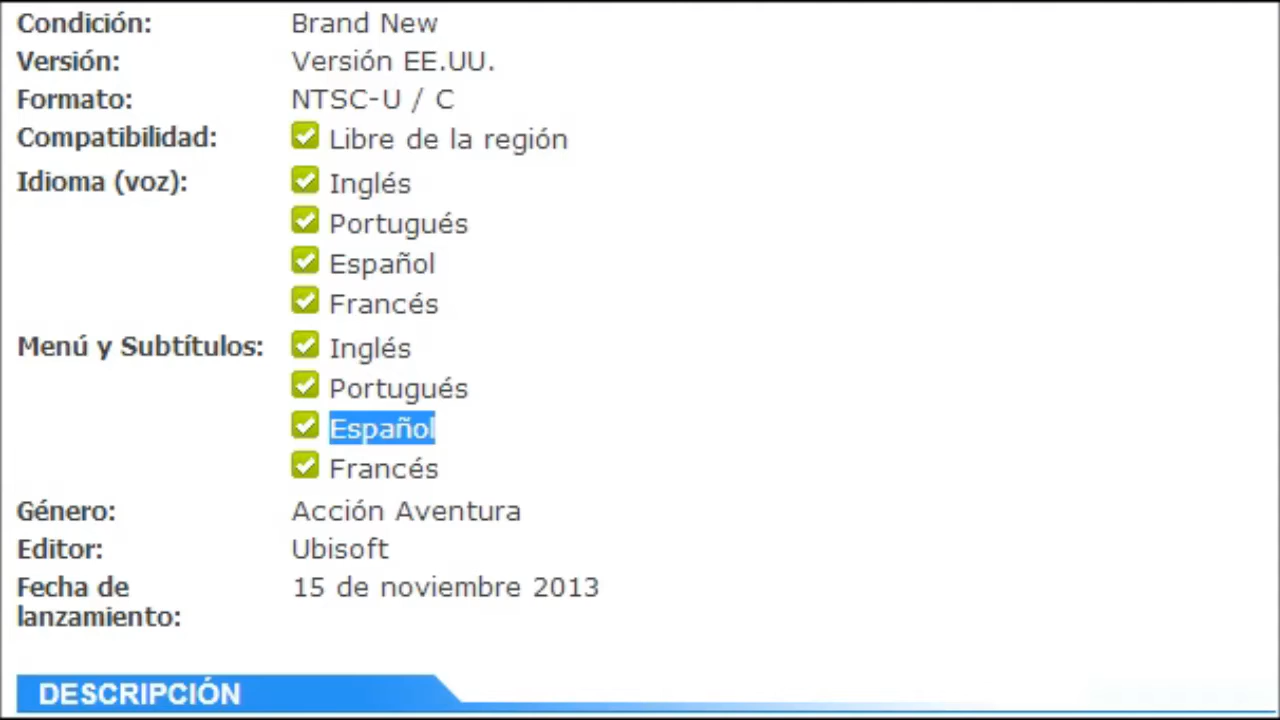 Condición: Brand New
Versión: Versión EE.UU.
Formato: NTSC-U / C
Compatibilidad: Libre de la región
Idioma (voz): Inglés
Portugués
Español
Francés
Menú y Subtítulos: Inglés
Portugués
Español
Francés
Género: Acción Aventura
Editor: Ubisoft
Fecha de 15 de noviembre 2013
lanzamiento:
DESCRIPCIÓN